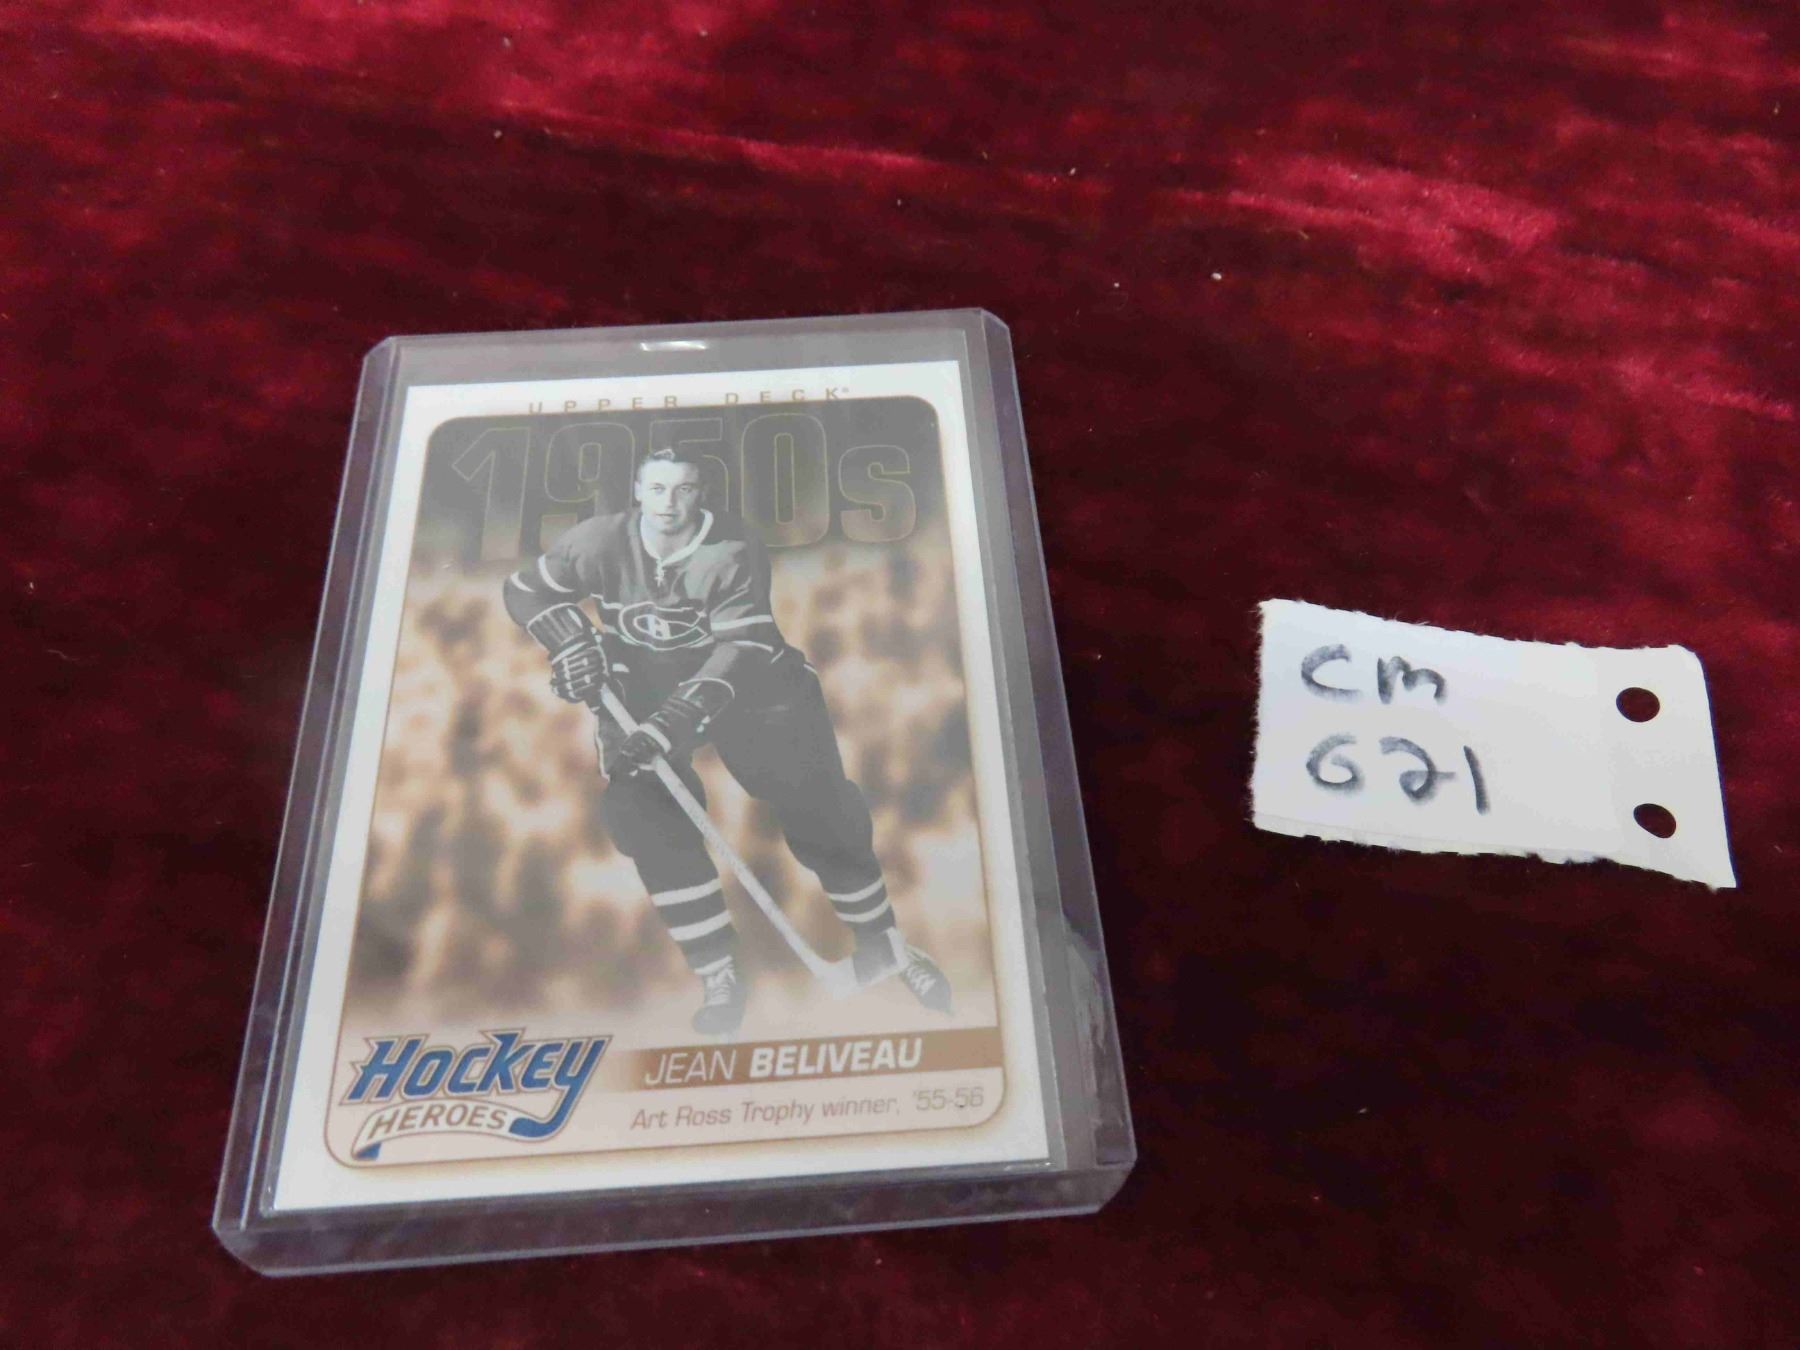 UPPER DECK
1950s
Hockey
HEROES
JEAN BELIVEAU
Art Ross Trophy winner, '55-56
CM
621